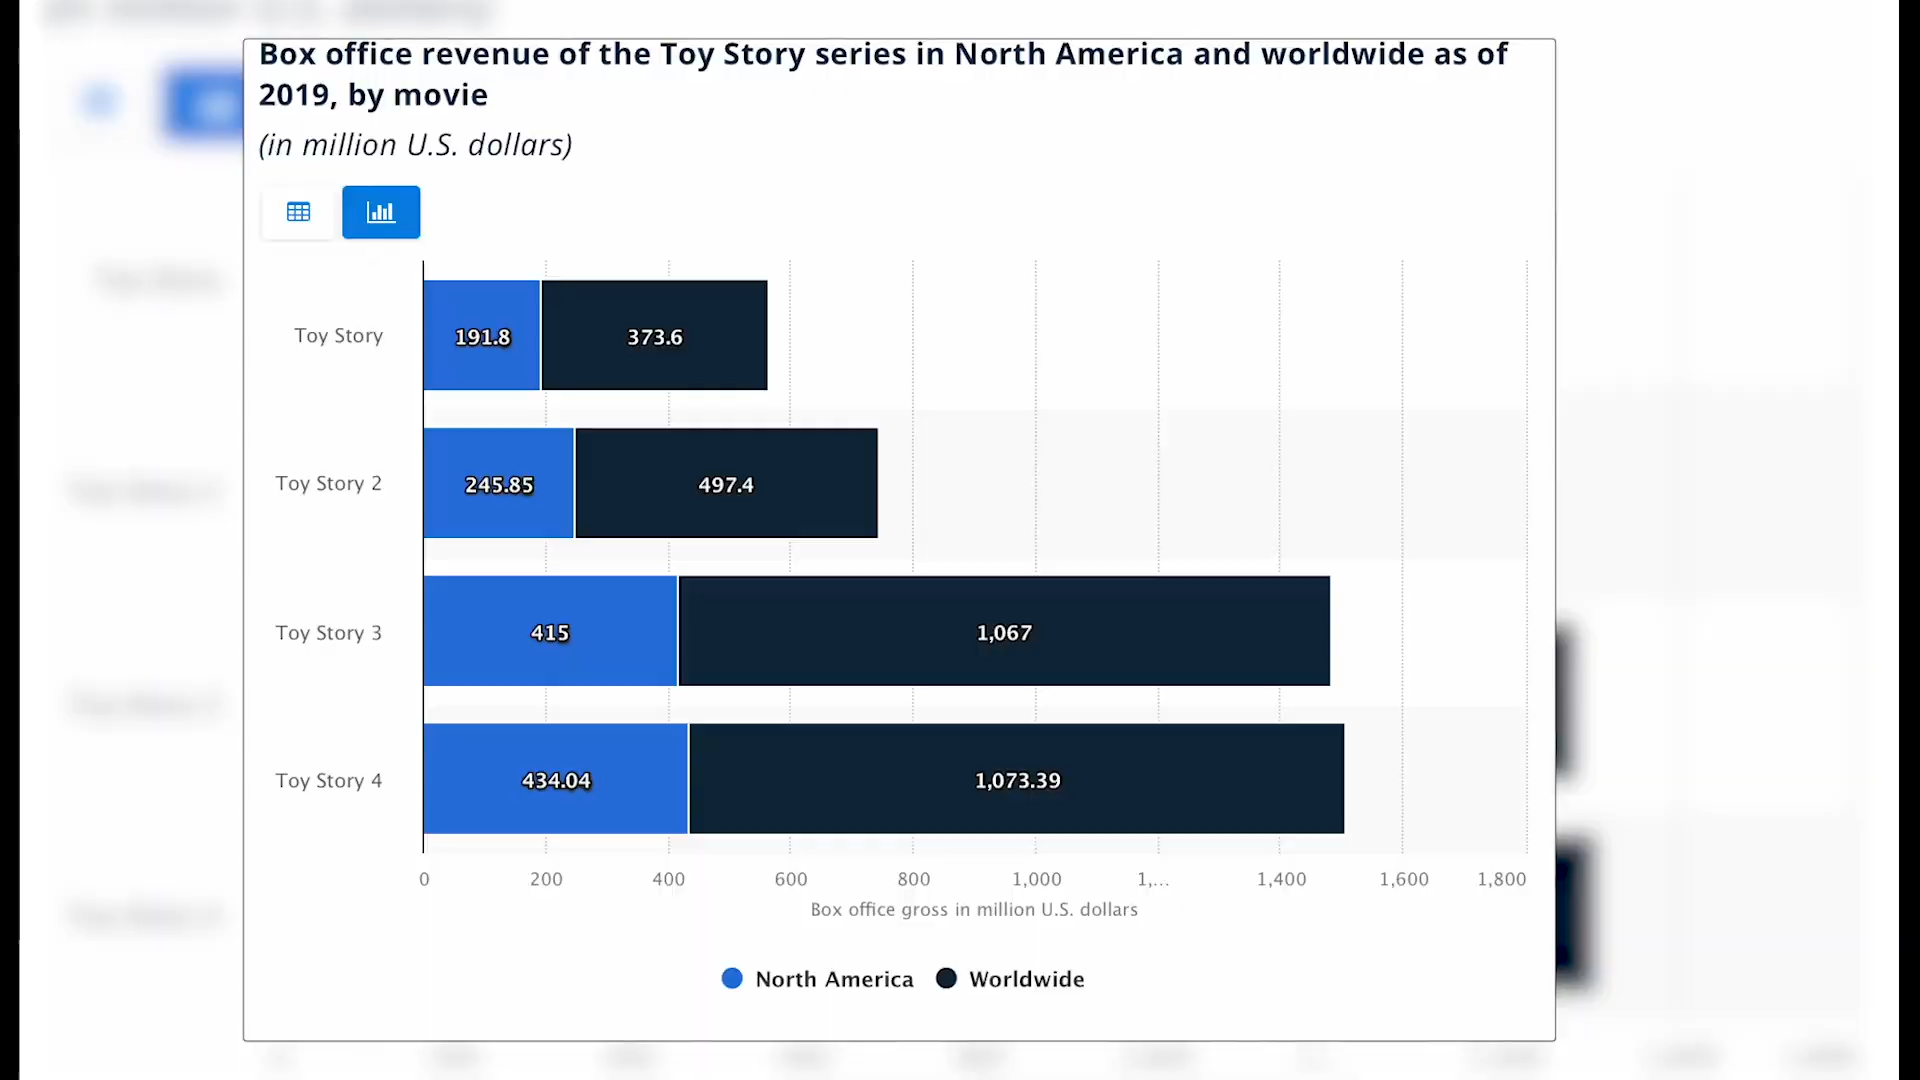 Box office revenue of the Toy Story series in North America and worldwide as of
2019, by movie
(in million U.S. dollars)
Toy Story
191.8
373.6
Toy Story 2
245.85
497.4
Toy Story 3
415
1,067
Toy Story 4
434.04
1,073.39
0 200 400 600 800 1,000 1,... 1,400 1,600 1,800
Box office gross in million U.S. dollars
North America Worldwide